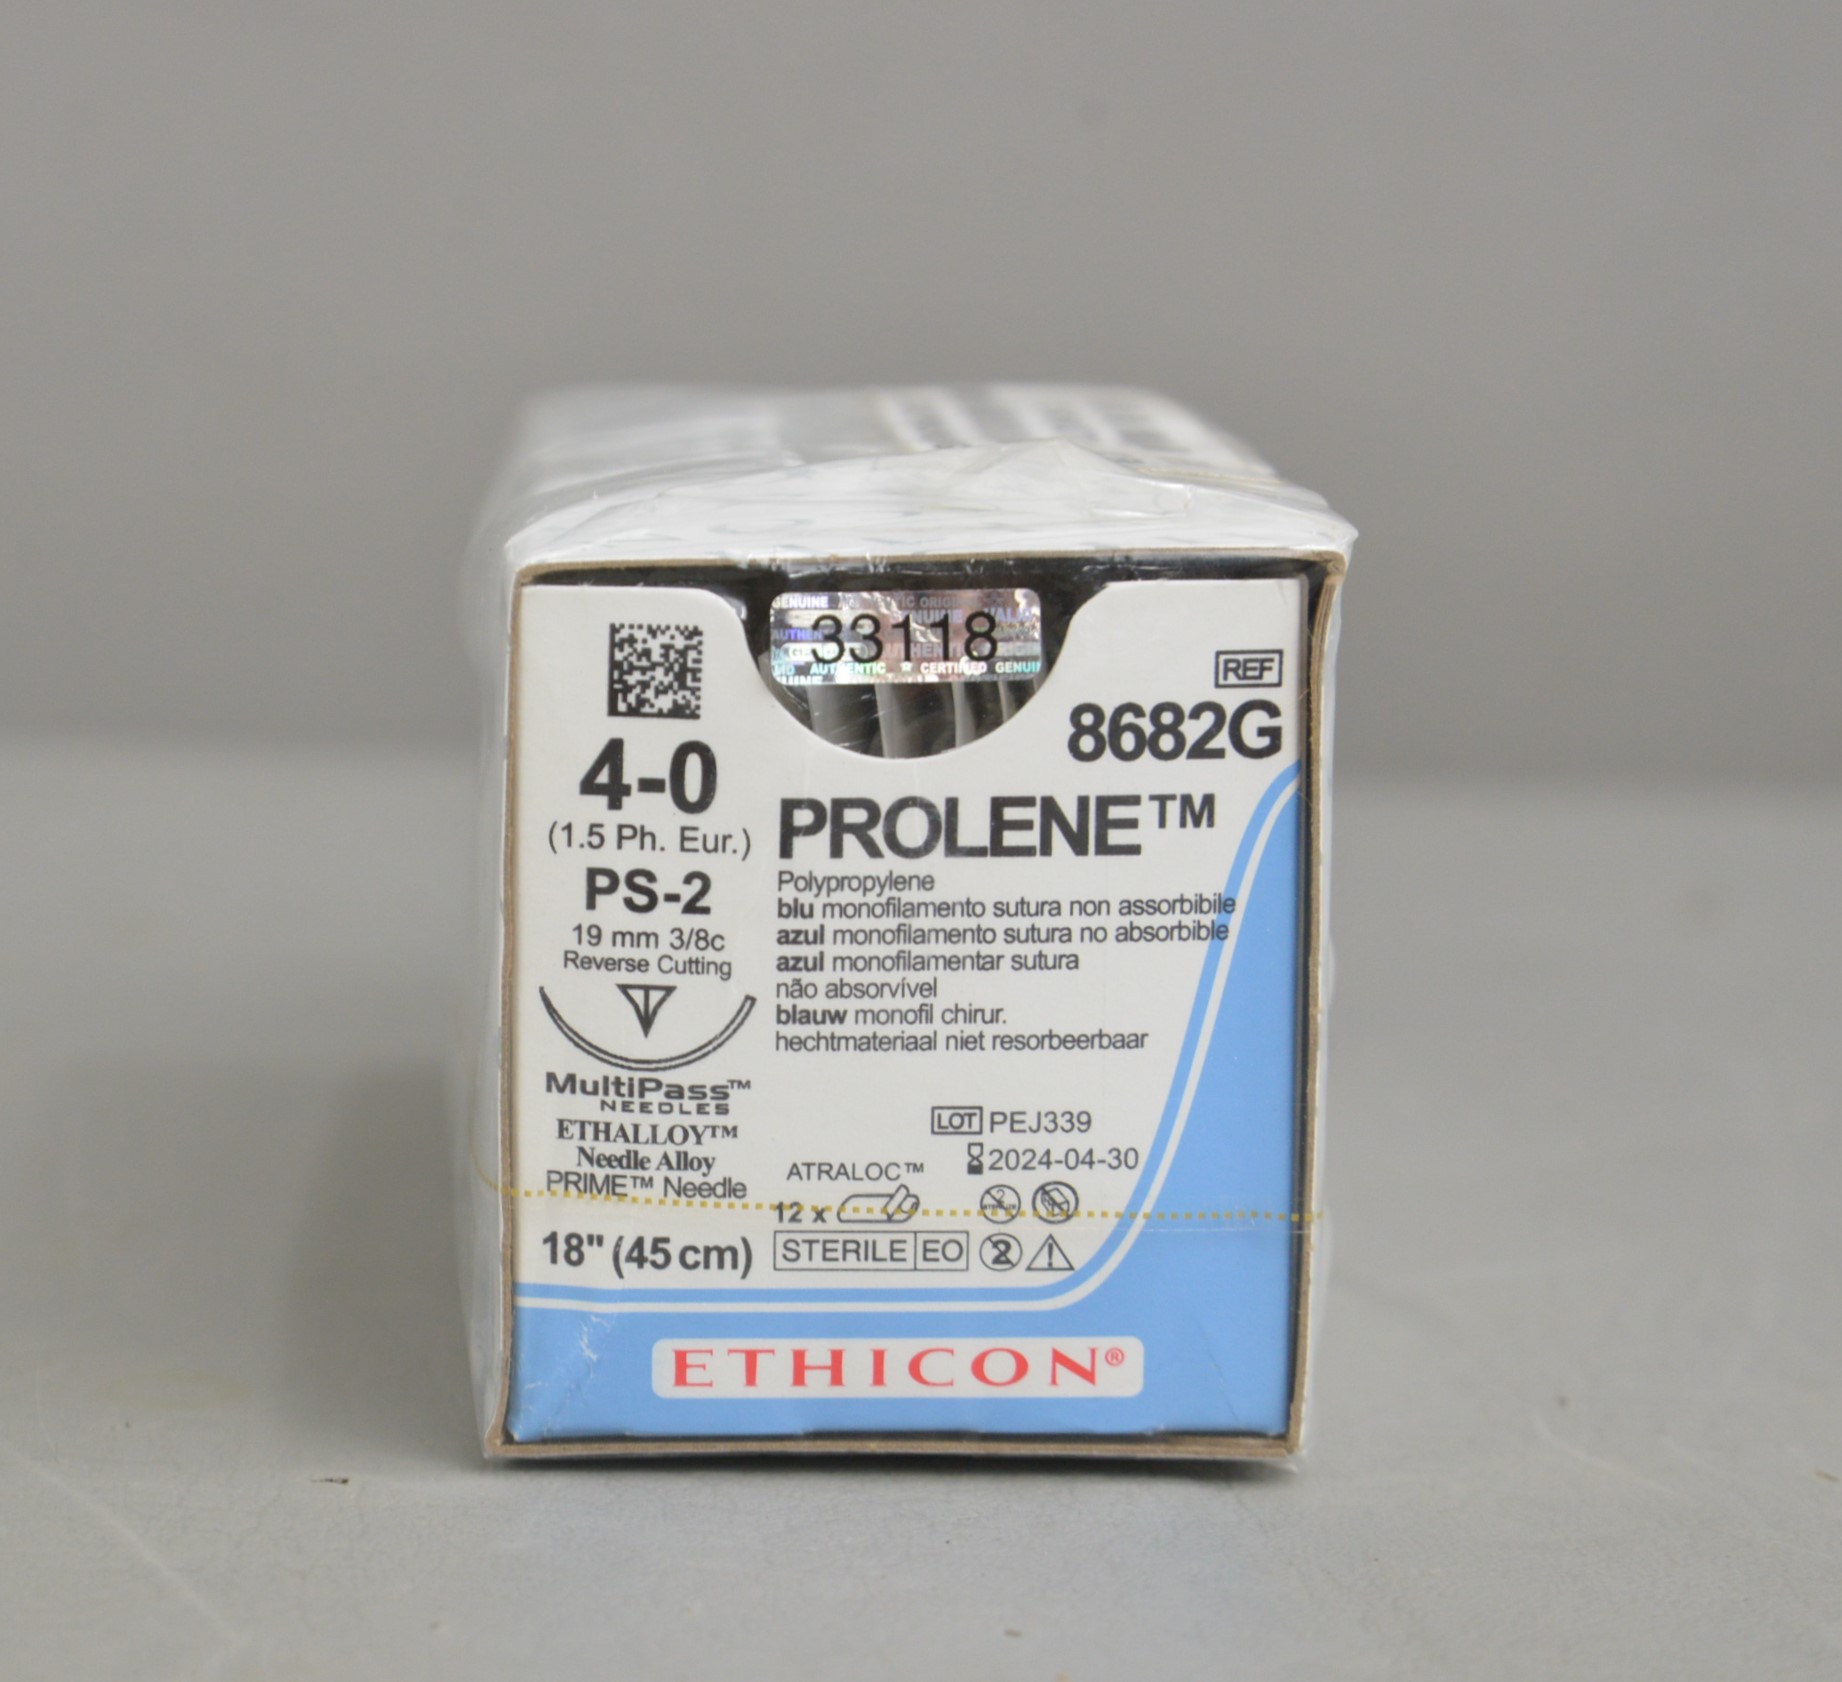 33118
REF
8682G
4-0
(1.5 Ph. Eur.)
PS-2
19 mm 3/8c
Reverse Cutting
MultiPass™
NEEDLES
ETHALLOY™
Needle Alloy
PRIME™ Needle
18" (45 cm)
PROLENE™
Polypropylene
blu monofilamento sutura non assorbibile
azul monofilamento sutura no absorbible
azul monofilamentar sutura
não absorvível
blauw monofil chirur.
hechtmateriaal niet resorbeerbaar
LOT PEJ339
2024-04-30
ATRALOC™
12 x
STERILE EO 2
ETHICON®